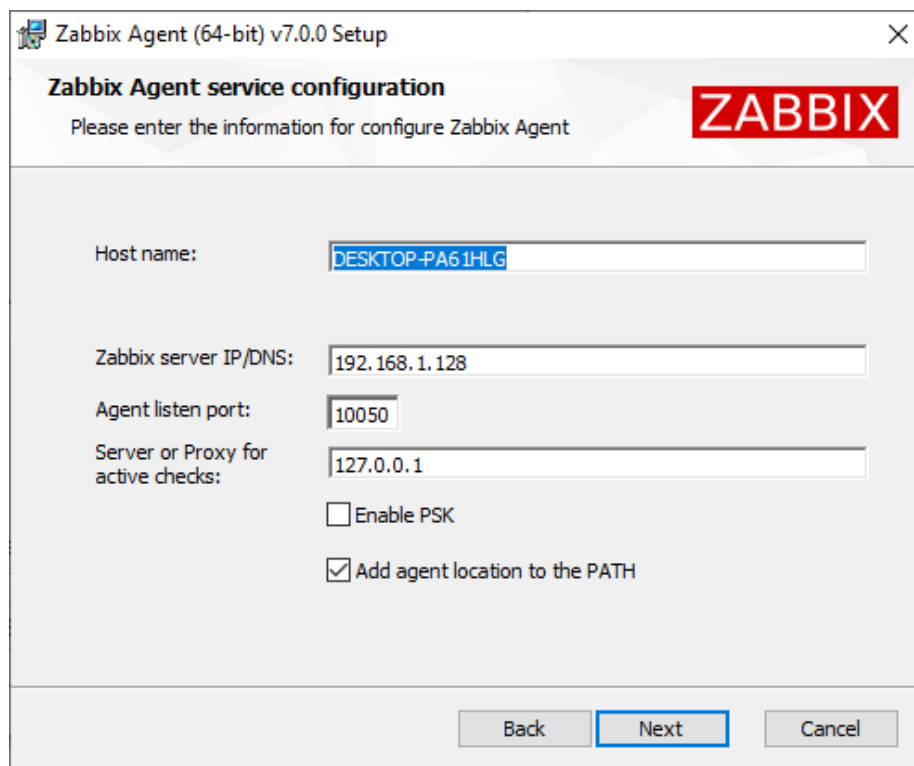 Zabbix Agent (64-bit) v7.0.0 Setup
Zabbix Agent service configuration
Please enter the information for configure Zabbix Agent
ZABBIX
Host name:
DESKTOP-PA61HLG
Zabbix server IP/DNS:
192.168.1.128
Agent listen port:
10050
Server or Proxy for
active checks:
127.0.0.1
Enable PSK
Add agent location to the PATH
Back
Next
Cancel